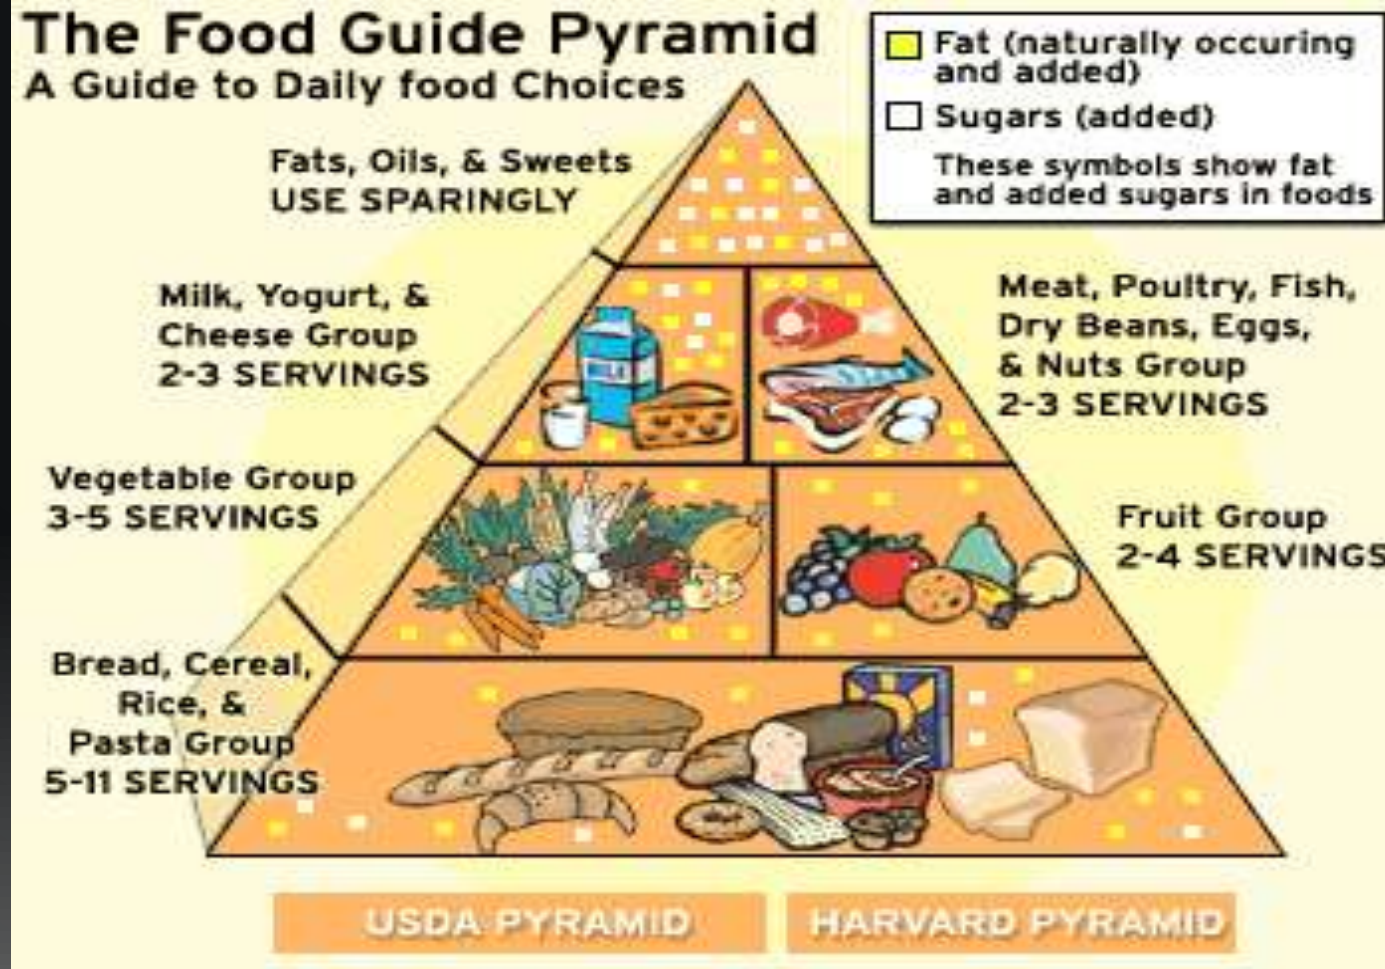 The Food Guide Pyramid
A Guide to Daily food Choices
Fat (naturally occuring
and added)
Sugars (added)
These symbols show fat
and added sugars in foods
Fats, Oils, & Sweets
USE SPARINGLY
Milk, Yogurt, &
Cheese Group
2-3 SERVINGS
Meat, Poultry, Fish,
Dry Beans, Eggs,
& Nuts Group
2-3 SERVINGS
MILK
Vegetable Group
3-5 SERVINGS
Fruit Group
2-4 SERVINGS
Bread, Cereal,
Rice, &
Pasta Group
5-11 SERVINGS
USDA PYRAMID
HARVARD PYRAMID